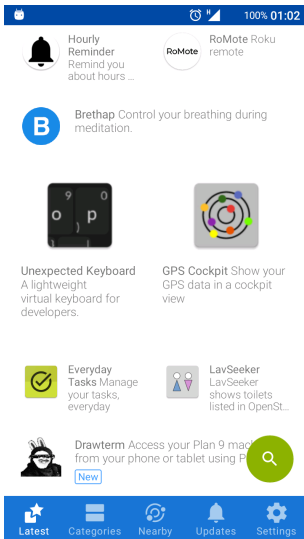 H
100% 01:02
Hourly
Reminder
Remind you
about hours ...
RoMote
RoMote Roku
remote
B
Brethap Control your breathing during
meditation.
9 0
o p
Unexpected Keyboard
A lightweight
virtual keyboard for
developers.
GPS Cockpit Show your
GPS data in a cockpit
view
Everyday
Tasks Manage
your tasks,
everyday
LavSeeker
LavSeeker
shows toilets
listed in OpenSt...
Drawterm Access your Plan 9
from your phone or tablet using
New
Latest
Categories
Nearby
Updates
Settings